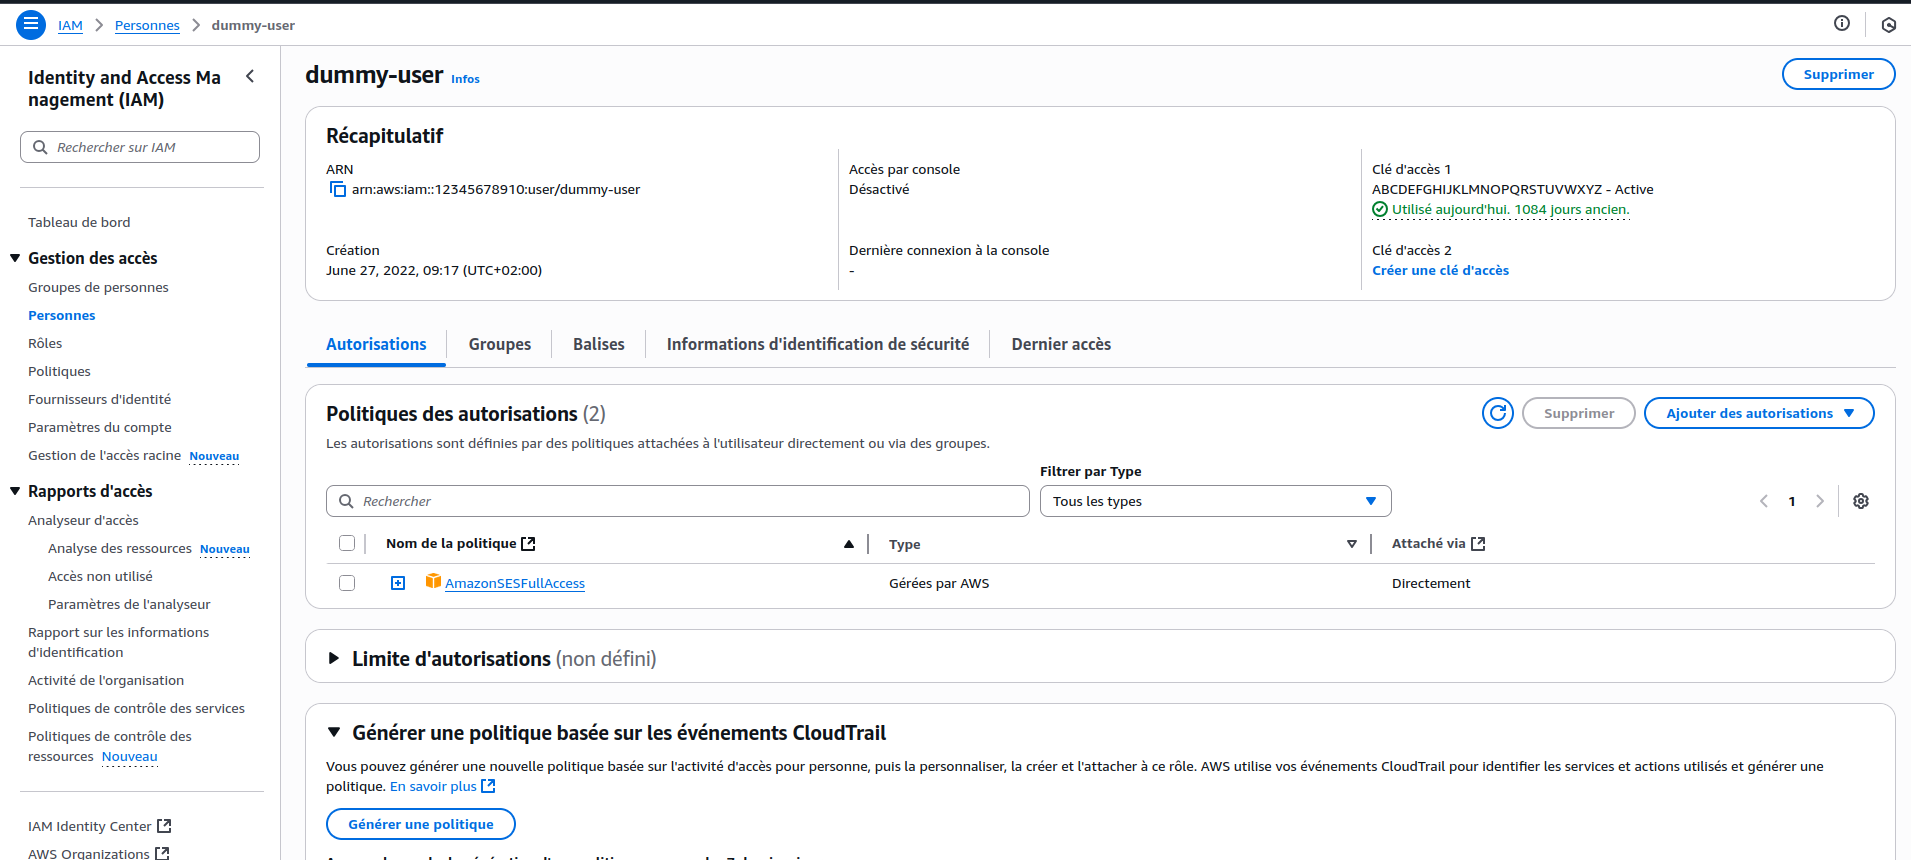 IAM > Personnes > dummy-user
Identity and Access Ma
nagement (IAM)
Rechercher sur IAM
Tableau de bord
Gestion des accès
Groupes de personnes
Personnes
Rôles
Politiques
Fournisseurs d'identité
Paramètres du compte
Gestion de l'accès racine Nouveau
Rapports d'accès
Analyseur d'accès
Analyse des ressources Nouveau
Accès non utilisé
Paramètres de l'analyseur
Rapport sur les informations
d'identification
Activité de l'organisation
Politiques de contrôle des services
Politiques de contrôle des
ressources Nouveau
IAM Identity Center
AWS Organizations
dummy-user Infos
Supprimer
Récapitulatif
ARN
arn:aws:iam::12345678910:user/dummy-user
Création
June 27, 2022, 09:17 (UTC+02:00)
Accès par console
Désactivé
Dernière connexion à la console
-
Clé d'accès 1
ABCDEFGHIJKLMNOPQRSTUVWXYZ - Active
Utilisé aujourd'hui. 1084 jours ancien.
Clé d'accès 2
Créer une clé d'accès
Autorisations Groupes Balises Informations d'identification de sécurité Dernier accès
Politiques des autorisations (2)
Supprimer Ajouter des autorisations
Les autorisations sont définies par des politiques attachées à l'utilisateur directement ou via des groupes.
Filtrer par Type
Rechercher Tous les types 1
Nom de la politique Type Attaché via
AmazonSESFullAccess Gérées par AWS Directement
Limite d'autorisations (non défini)
Générer une politique basée sur les événements CloudTrail
Vous pouvez générer une nouvelle politique basée sur l'activité d'accès pour personne, puis la personnaliser, la créer et l'attacher à ce rôle. AWS utilise vos événements CloudTrail pour identifier les services et actions utilisés et générer une
politique. En savoir plus
Générer une politique